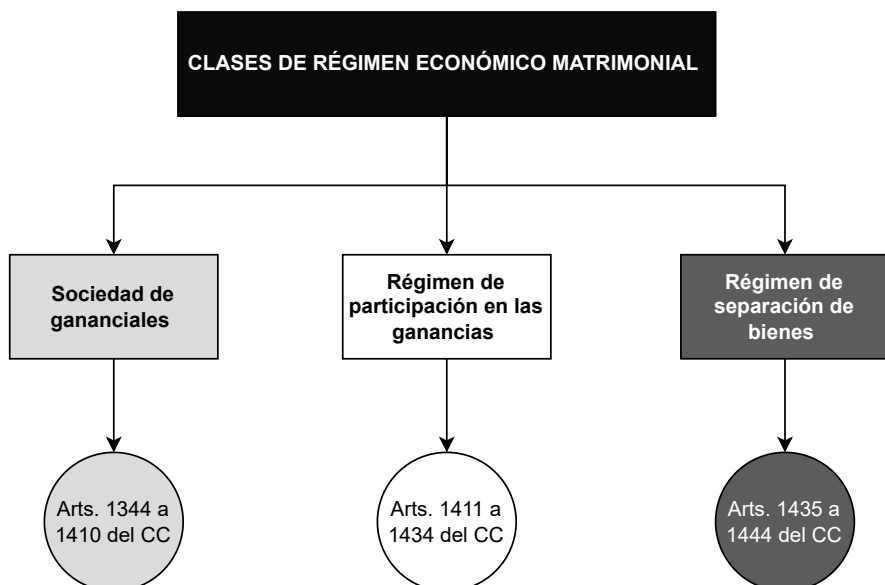 CLASES DE RÉGIMEN ECONÓMICO MATRIMONIAL
Sociedad de
gananciales
Régimen de
participación en las
ganancias
Régimen de
separación de
bienes
Arts. 1344 a
1410 del CC
Arts. 1411 a
1434 del CC
Arts. 1435 a
1444 del CC